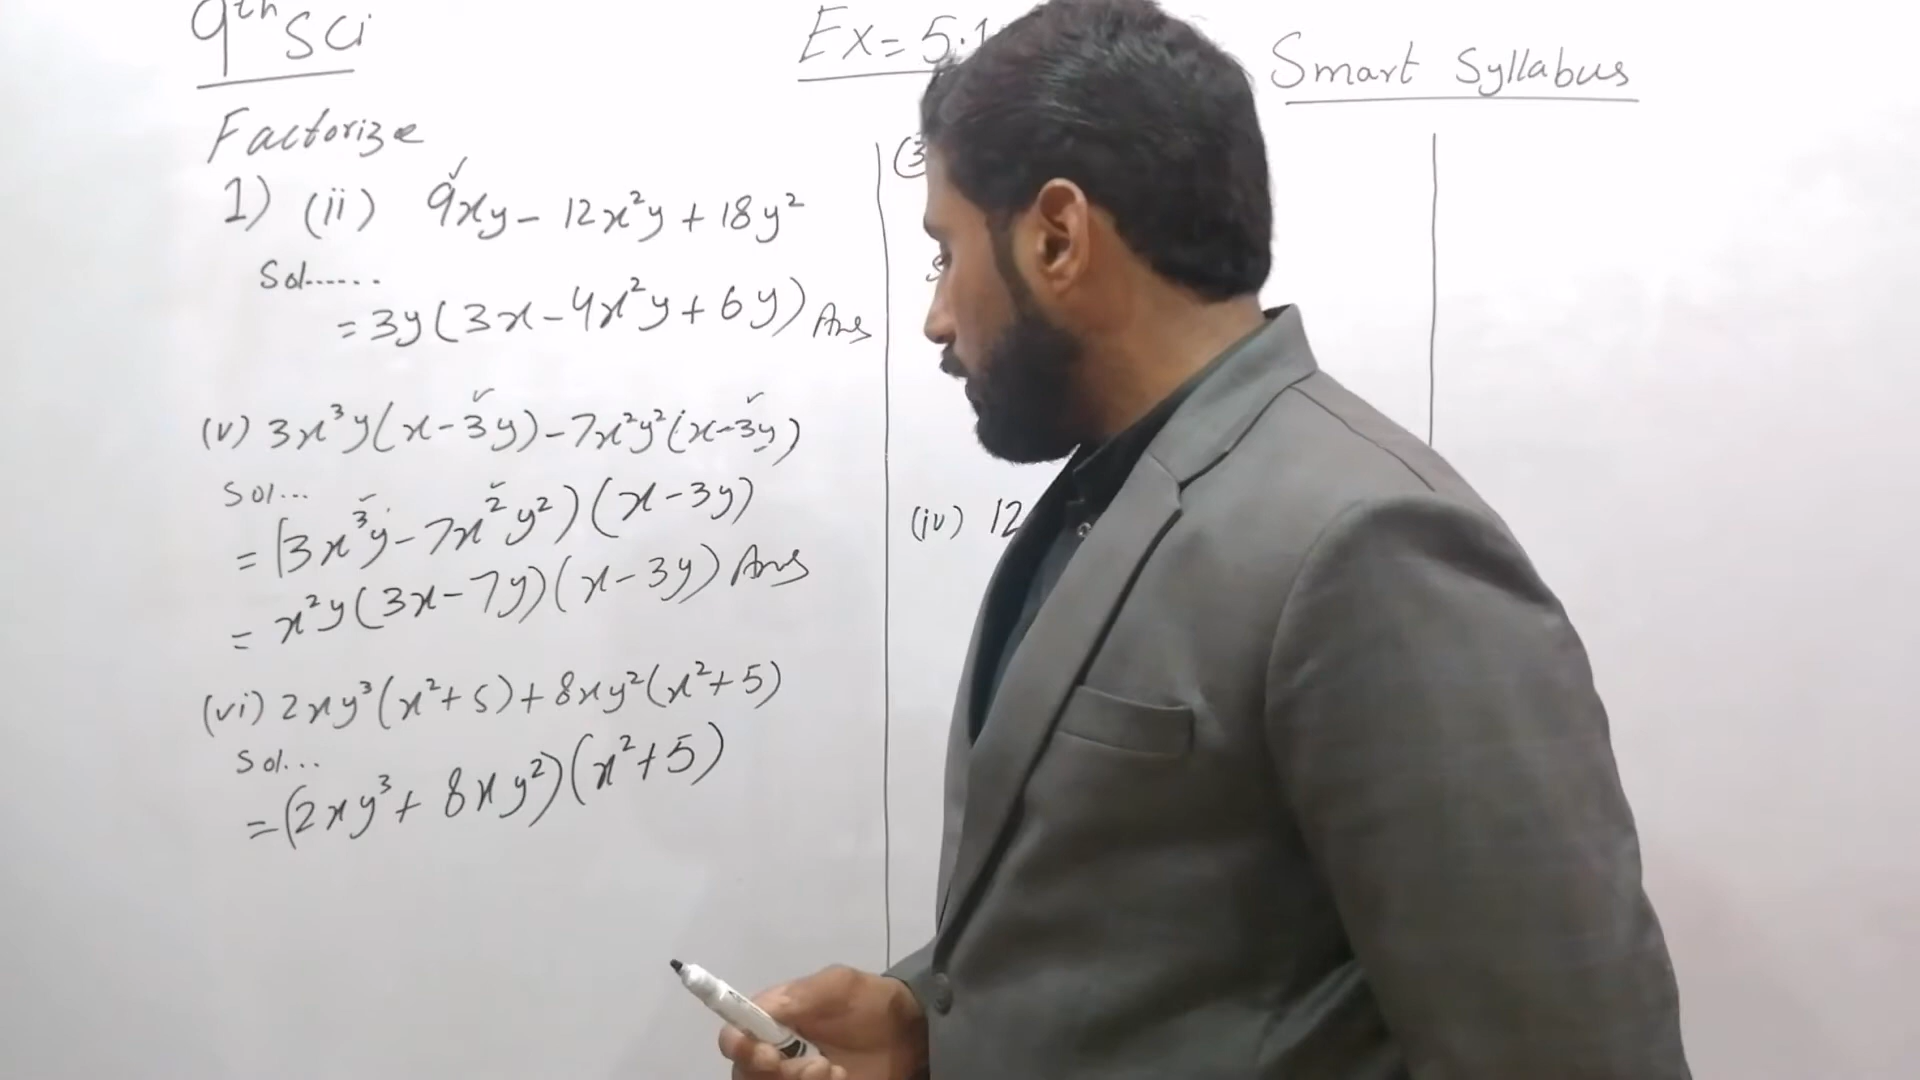 9th Sci
Ex = 5.1
Smart Syllabus
Factorize
1) (ii) 9xy - 12x²y + 18y²
Sol......
= 3y(3x - 4x²y + 6y) Ans
(v) 3x³y(x - 3y) - 7x²y²(x - 3y)
Sol...
= (3x³y - 7x²y²)(x - 3y)
= x²y(3x - 7y)(x - 3y) Ans
(vi) 2xy³(x² + 5) + 8xy²(x² + 5)
Sol...
= (2xy³ + 8xy²)(x² + 5)
(3
(iv) 12